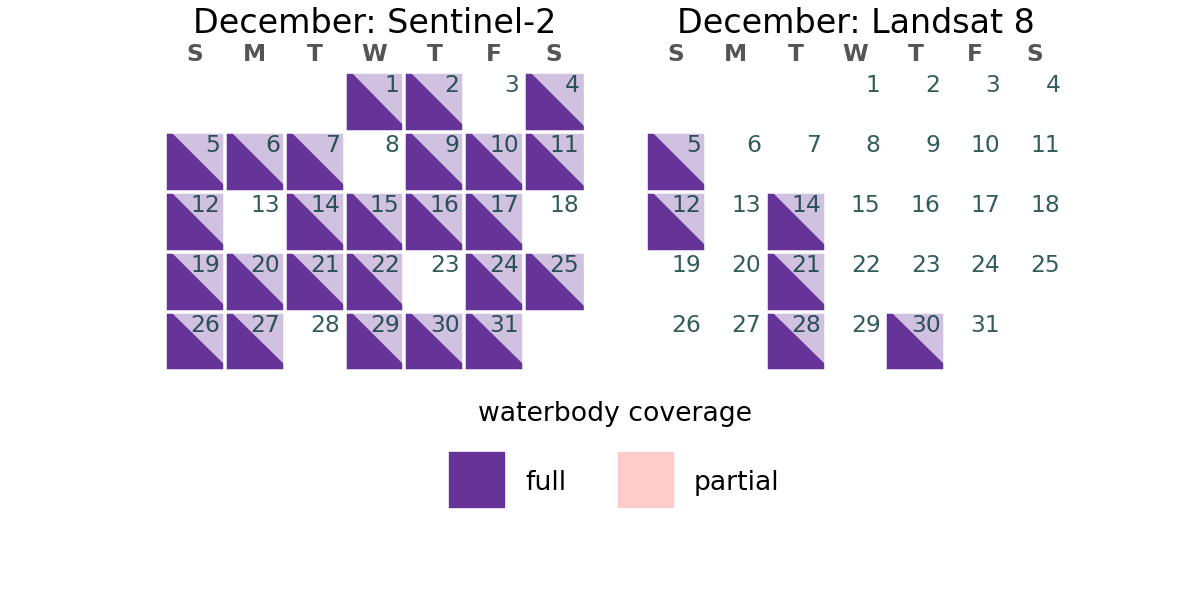 December: Sentinel-2
S M T W T F S
1 2 3 4
5 6 7 8 9 10 11
12 13 14 15 16 17 18
19 20 21 22 23 24 25
26 27 28 29 30 31
December: Landsat 8
S M T W T F S
1 2 3 4
5 6 7 8 9 10 11
12 13 14 15 16 17 18
19 20 21 22 23 24 25
26 27 28 29 30 31
waterbody coverage
full partial